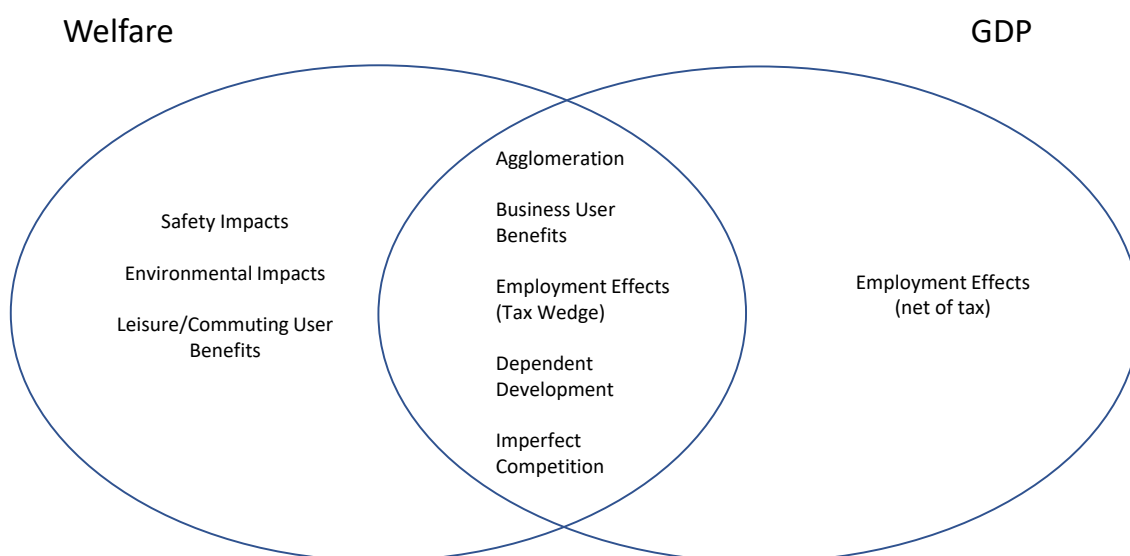 Welfare
GDP
Safety Impacts
Environmental Impacts
Leisure/Commuting User
Benefits
Agglomeration
Business User
Benefits
Employment Effects
(Tax Wedge)
Dependent
Development
Imperfect
Competition
Employment Effects
(net of tax)